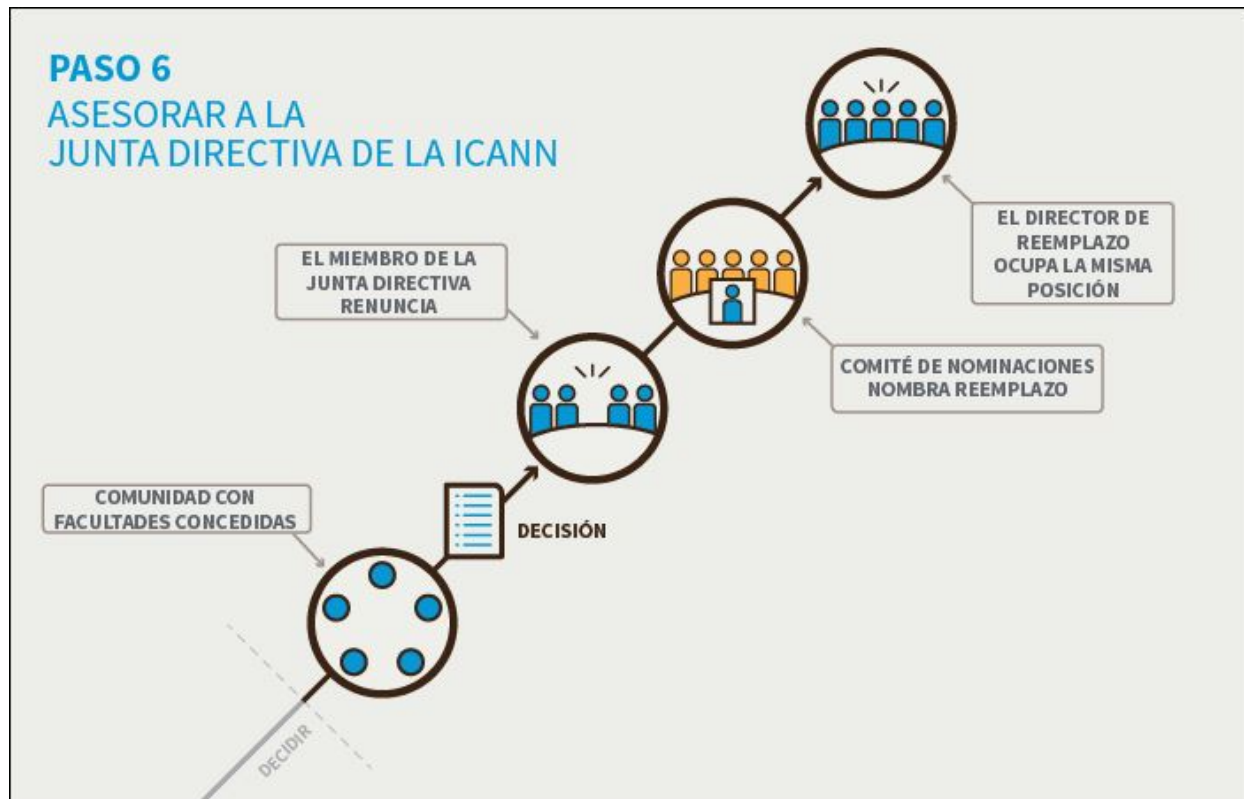 PASO 6
ASESORAR A LA
JUNTA DIRECTIVA DE LA ICANN
EL DIRECTOR DE
REEMPLAZO
OCUPA LA MISMA
POSICIÓN
EL MIEMBRO DE LA
JUNTA DIRECTIVA
RENUNCIA
COMITÉ DE NOMINACIONES
NOMBRA REEMPLAZO
COMUNIDAD CON
FACULTADES CONCEDIDAS
DECISIÓN
DECIDIR